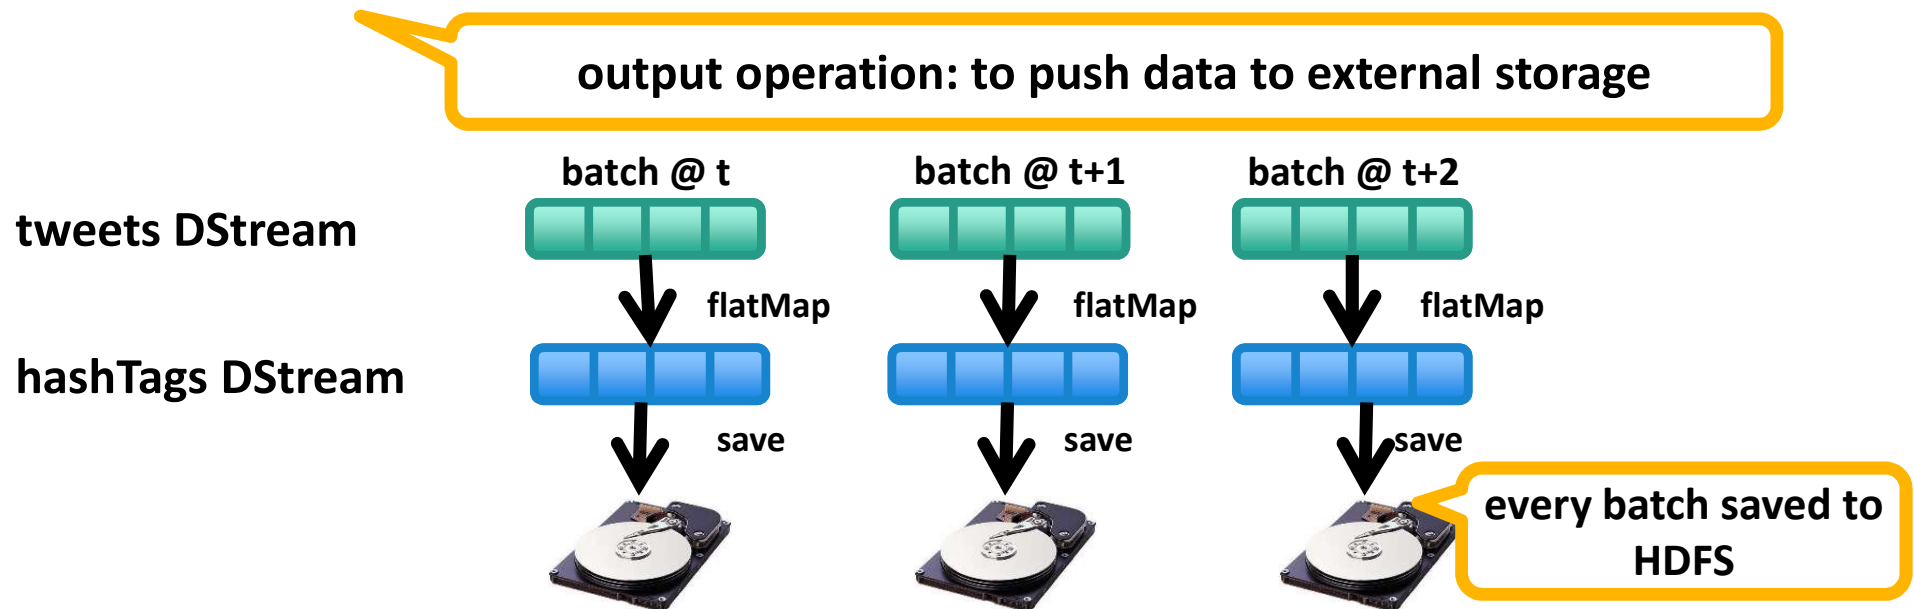 output operation: to push data to external storage
batch @ t
batch @ t+1
batch @ t+2
tweets DStream
flatMap
flatMap
flatMap
hashTags DStream
save
save
save
every batch saved to
HDFS